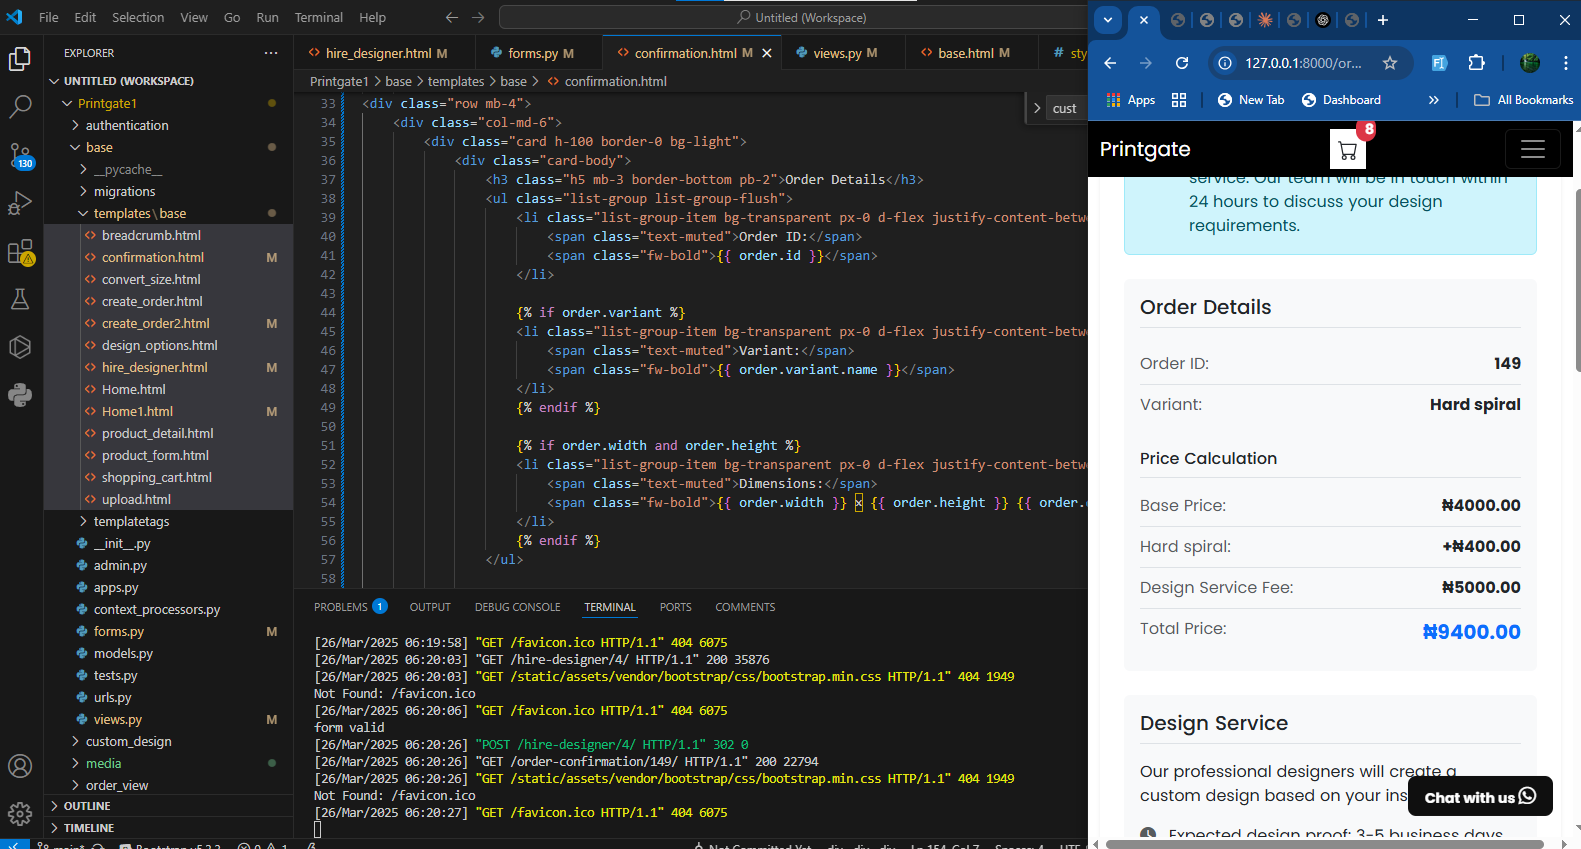 File Edit Selection View Go Run Terminal Help
Untitled (Workspace)
EXPLORER
UNTITLED (WORKSPACE)
Printgate1
authentication
base
__pycache__
migrations
templates\base
breadcrumb.html
confirmation.html M
convert_size.html
create_order.html
create_order2.html M
design_options.html
hire_designer.html M
Home.html
Home1.html M
product_detail.html
product_form.html
shopping_cart.html
upload.html
templatetags
__init__.py
admin.py
apps.py
context_processors.py
forms.py M
models.py
tests.py
urls.py
views.py M
custom_design
media
order_view
OUTLINE
TIMELINE
130
hire_designer.html M forms.py M confirmation.html M views.py M base.html M sty
Printgate1 > base > templates > base > confirmation.html
cust
33 <div class="row mb-4">
34 <div class="col-md-6">
35 <div class="card h-100 border-0 bg-light">
36 <div class="card-body">
37 <h3 class="h5 mb-3 border-bottom pb-2">Order Details</h3>
38 <ul class="list-group list-group-flush">
39 <li class="list-group-item bg-transparent px-0 d-flex justify-content-betwe
40 <span class="text-muted">Order ID:</span>
41 <span class="fw-bold">{{ order.id }}</span>
42 </li>
43
44 {% if order.variant %}
45 <li class="list-group-item bg-transparent px-0 d-flex justify-content-betwe
46 <span class="text-muted">Variant:</span>
47 <span class="fw-bold">{{ order.variant.name }}</span>
48 </li>
49 {% endif %}
50
51 {% if order.width and order.height %}
52 <li class="list-group-item bg-transparent px-0 d-flex justify-content-betwe
53 <span class="text-muted">Dimensions:</span>
54 <span class="fw-bold">{{ order.width }} × {{ order.height }} {{ order.
55 </li>
56 {% endif %}
57 </ul>
58
PROBLEMS 1 OUTPUT DEBUG CONSOLE TERMINAL PORTS COMMENTS
[26/Mar/2025 06:19:58] "GET /favicon.ico HTTP/1.1" 404 6075
[26/Mar/2025 06:20:03] "GET /hire-designer/4/ HTTP/1.1" 200 35876
[26/Mar/2025 06:20:03] "GET /static/assets/vendor/bootstrap/css/bootstrap.min.css HTTP/1.1" 404 1949
Not Found: /favicon.ico
[26/Mar/2025 06:20:06] "GET /favicon.ico HTTP/1.1" 404 6075
form valid
[26/Mar/2025 06:20:26] "POST /hire-designer/4/ HTTP/1.1" 302 0
[26/Mar/2025 06:20:26] "GET /order-confirmation/149/ HTTP/1.1" 200 22794
[26/Mar/2025 06:20:26] "GET /static/assets/vendor/bootstrap/css/bootstrap.min.css HTTP/1.1" 404 1949
Not Found: /favicon.ico
[26/Mar/2025 06:20:27] "GET /favicon.ico HTTP/1.1" 404 6075
127.0.0.1:8000/or...
Apps New Tab Dashboard » All Bookmarks
Printgate 8
service. Our team will be in touch within
24 hours to discuss your design
requirements.
Order Details
Order ID: 149
Variant: Hard spiral
Price Calculation
Base Price: ₦4000.00
Hard spiral: +₦400.00
Design Service Fee: ₦5000.00
Total Price: ₦9400.00
Design Service
Our professional designers will create a
custom design based on your ins
Chat with us
Expected design proof: 3-5 business days